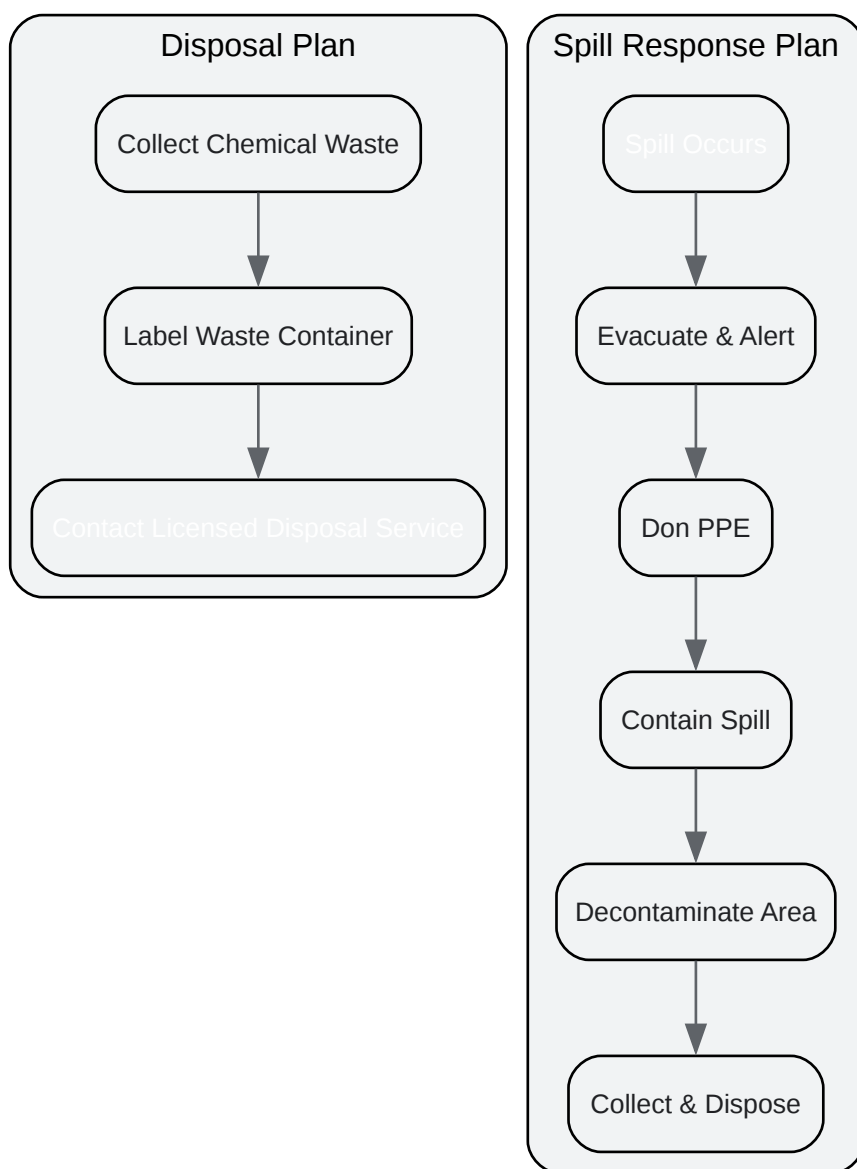 Disposal Plan
Collect Chemical Waste
Label Waste Container
Contact Licensed Disposal Service
Spill Response Plan
Spill Occurs
Evacuate & Alert
Don PPE
Contain Spill
Decontaminate Area
Collect & Dispose